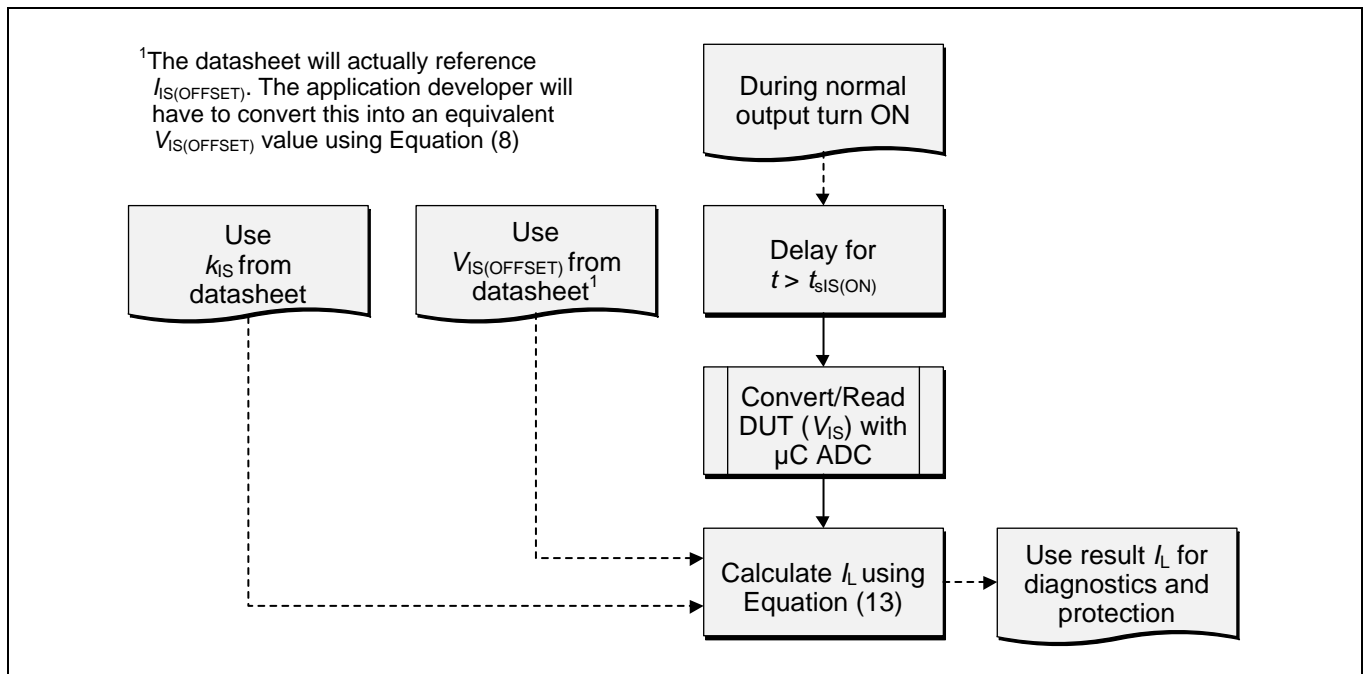 ¹The datasheet will actually reference
I_IS(OFFSET). The application developer will
have to convert this into an equivalent
V_IS(OFFSET) value using Equation (8)
During normal
output turn ON
Use
k_IS from
datasheet
Use
V_IS(OFFSET) from
datasheet¹
Delay for
t > t_sIS(ON)
Convert/Read
DUT (V_IS) with
µC ADC
Calculate I_L using
Equation (13)
Use result I_L for
diagnostics and
protection